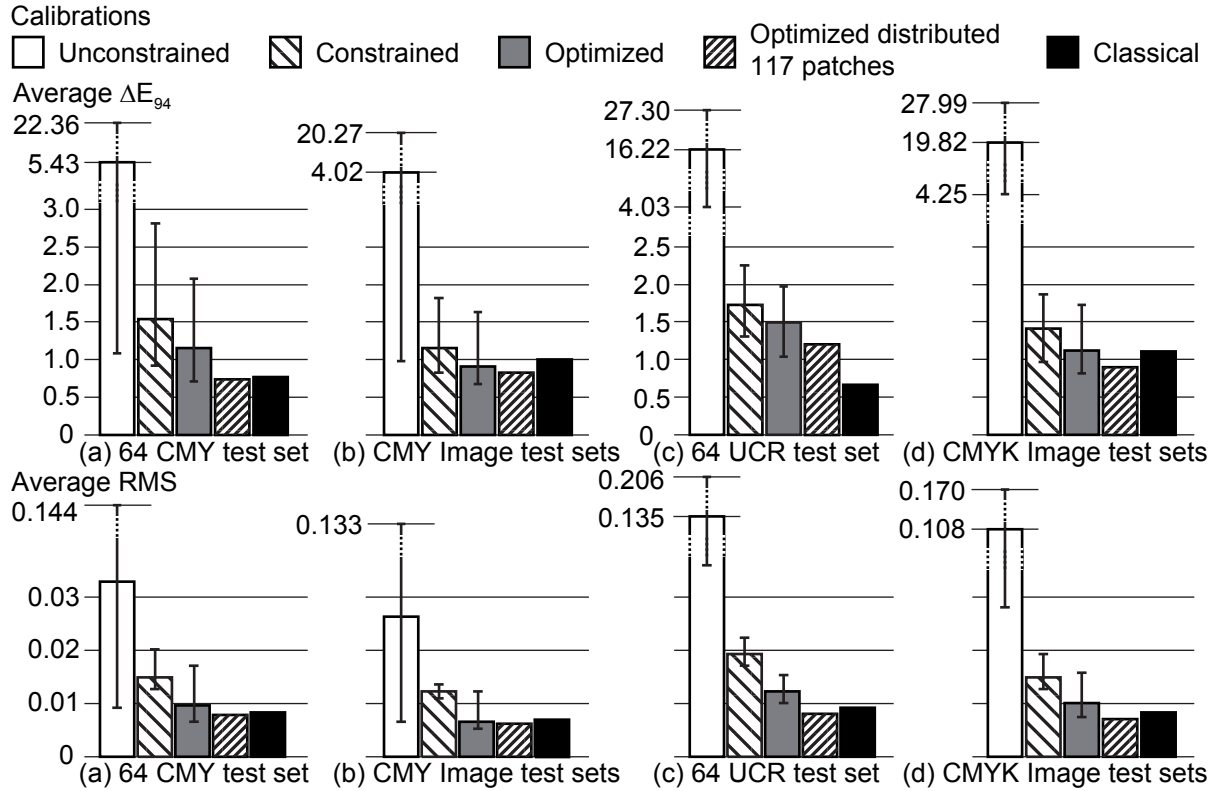 Calibrations
Unconstrained Constrained Optimized Optimized distributed 117 patches Classical
Average ΔE94
22.36
5.43
3.0
2.5
2.0
1.5
1.0
0.5
0
(a) 64 CMY test set
20.27
4.02
(b) CMY Image test sets
27.30
16.22
4.03
2.5
2.0
1.5
1.0
0.5
0
(c) 64 UCR test set
27.99
19.82
4.25
(d) CMYK Image test sets
Average RMS
0.144
0.03
0.02
0.01
0
(a) 64 CMY test set
0.133
(b) CMY Image test sets
0.206
0.135
(c) 64 UCR test set
0.170
0.108
(d) CMYK Image test sets